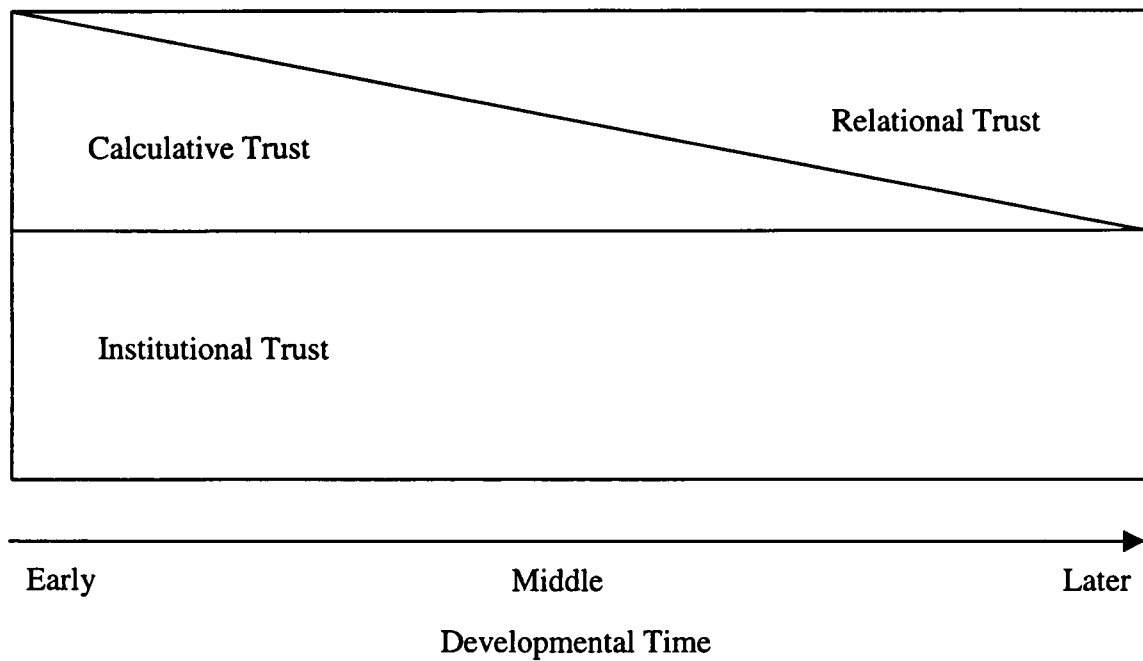 Relational Trust
Calculative Trust
Institutional Trust
Early Middle Later
Developmental Time